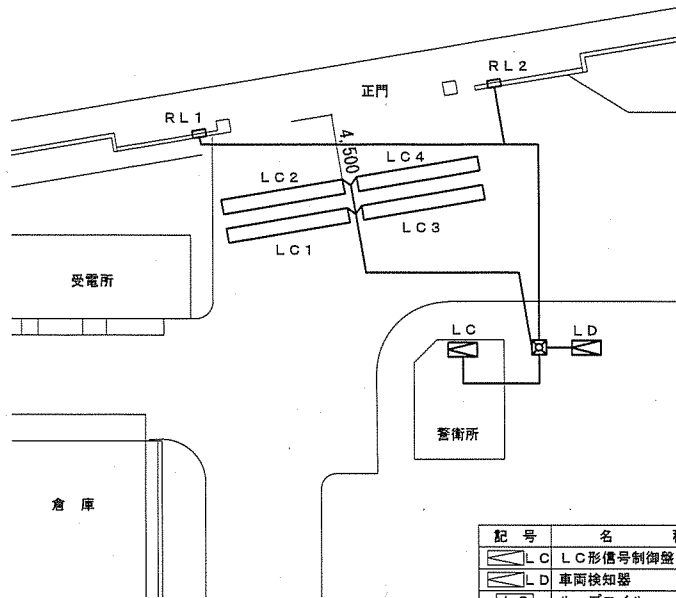 正門
RL2
RL1
4,500
LC4
LC2
LC3
LC1
受電所
LC
LD
警衛所
倉 庫
記 号 名
LC LC形信号制御盤
LD 車両検知器